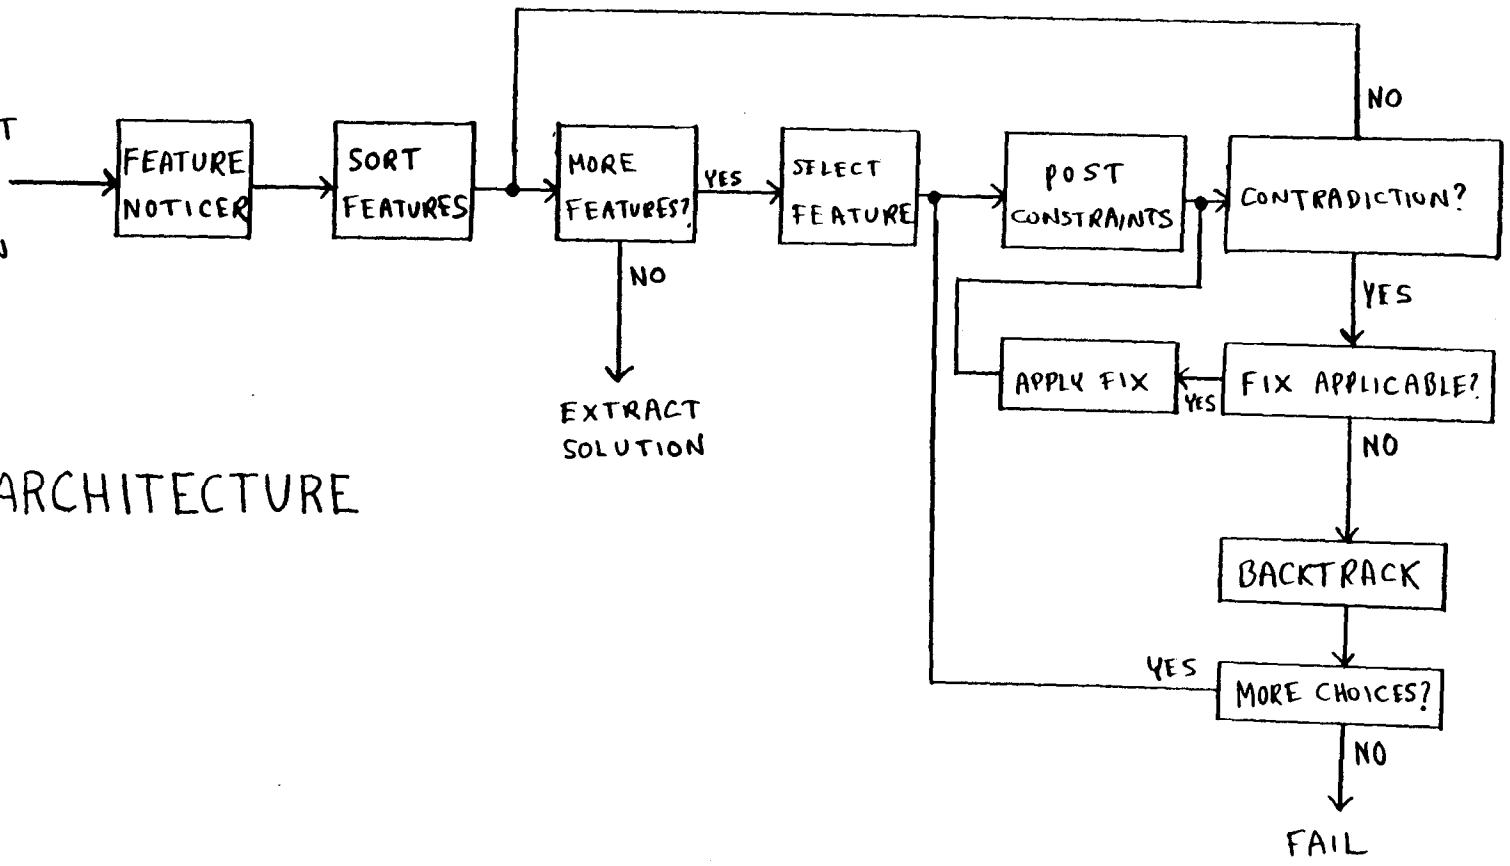 NO
T
FEATURE
NOTICER
SORT
FEATURES
MORE
FEATURES?
YES
SELECT
FEATURE
POST
CONSTRAINTS
CONTRADICTION?
N
NO
YES
EXTRACT
SOLUTION
APPLY FIX
YES
FIX APPLICABLE?
NO
ARCHITECTURE
BACKTRACK
YES
MORE CHOICES?
NO
FAIL